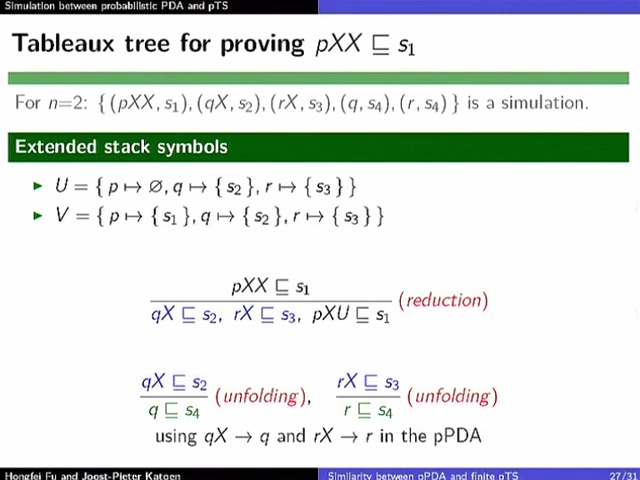 Simulation between probabilistic PDA and pTS
Tableaux tree for proving pXX ⊑ s₁
For n=2: {(pXX, s₁), (qX, s₂), (rX, s₃), (q, s₄), (r, s₄)} is a simulation.
Extended stack symbols
▶ U = {p ↦ ∅, q ↦ {s₂}, r ↦ {s₃}}
▶ V = {p ↦ {s₁}, q ↦ {s₂}, r ↦ {s₃}}
pXX ⊑ s₁
(reduction)
qX ⊑ s₂, rX ⊑ s₃, pXU ⊑ s₁
qX ⊑ s₂ rX ⊑ s₃
(unfolding), (unfolding)
q ⊑ s₄ r ⊑ s₄
using qX → q and rX → r in the pPDA
Hongfei Fu and Joost-Pieter Katoen Similarity between pPDA and finite pTS 27/31